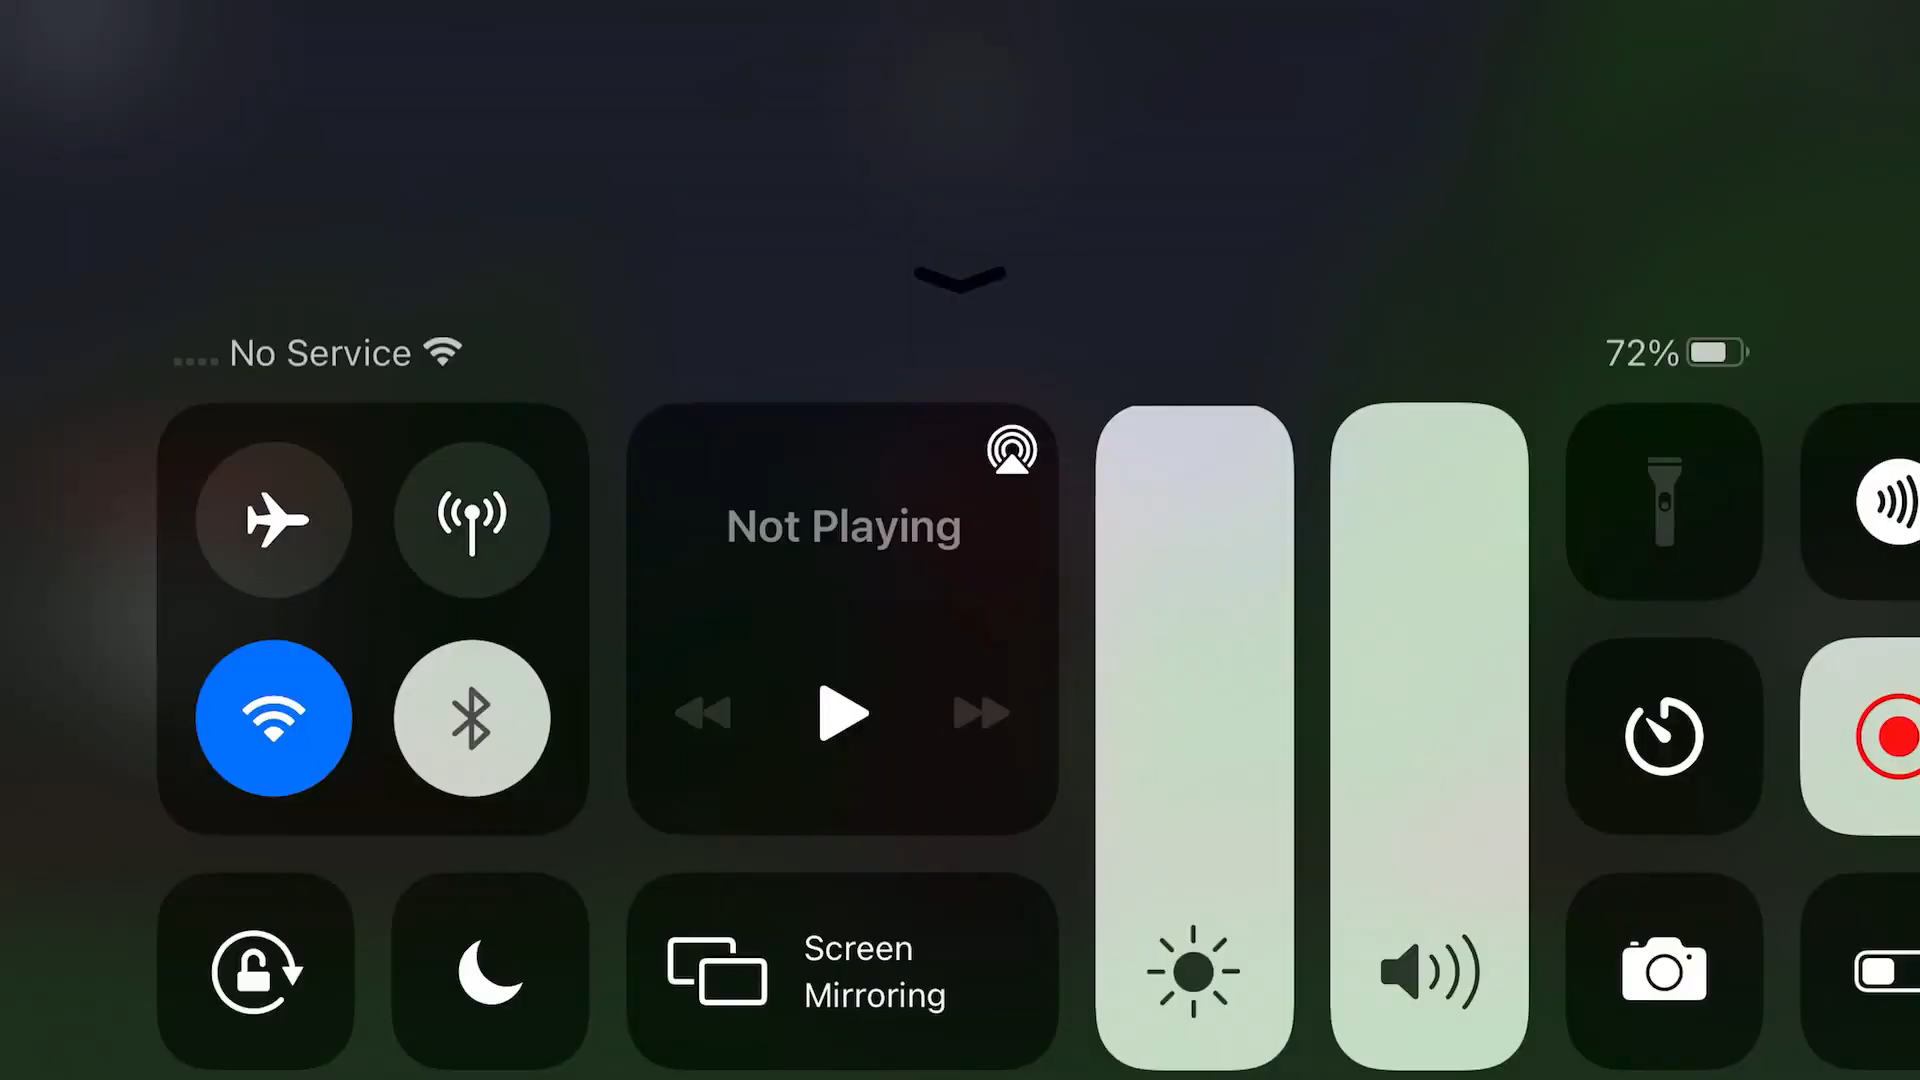 No Service
72%
Not Playing
Screen
Mirroring